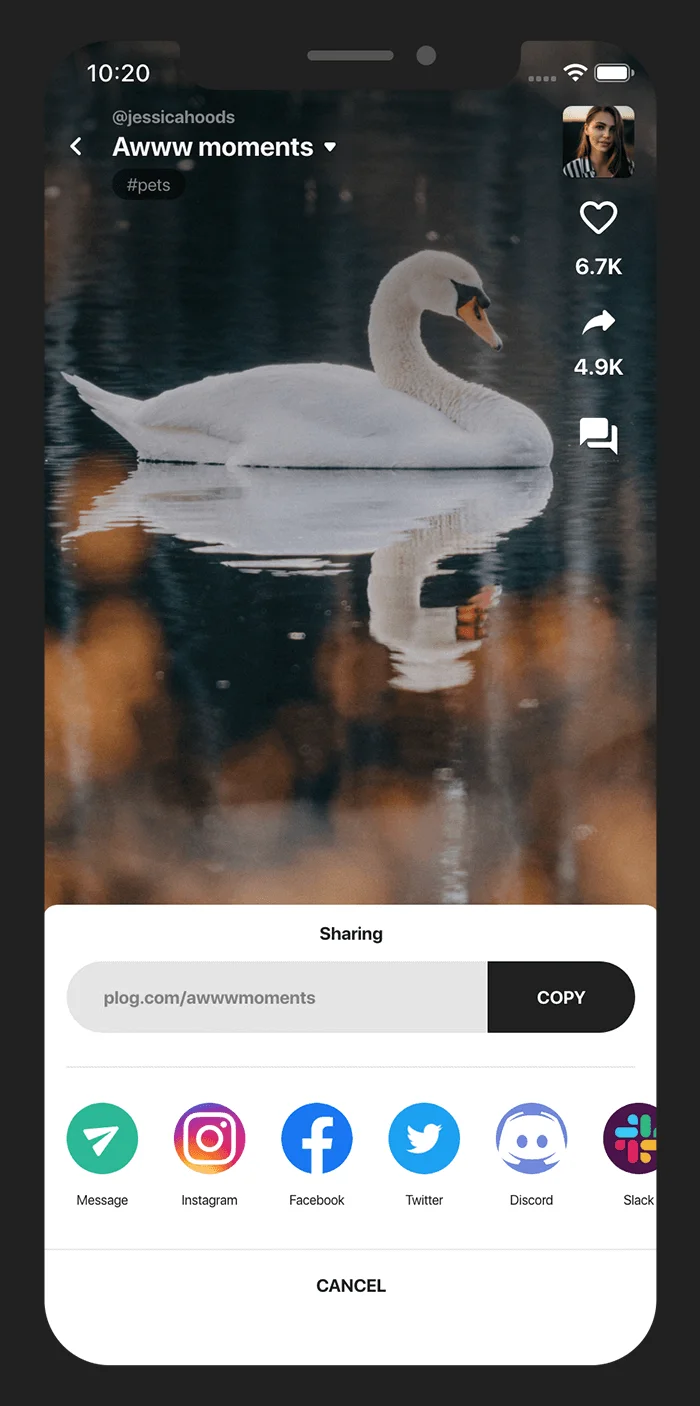 10:20
@jessicahoods
Awww moments
#pets
6.7K
4.9K
Sharing
plog.com/awwwmoments
COPY
Message
Instagram
Facebook
Twitter
Discord
Slack
CANCEL